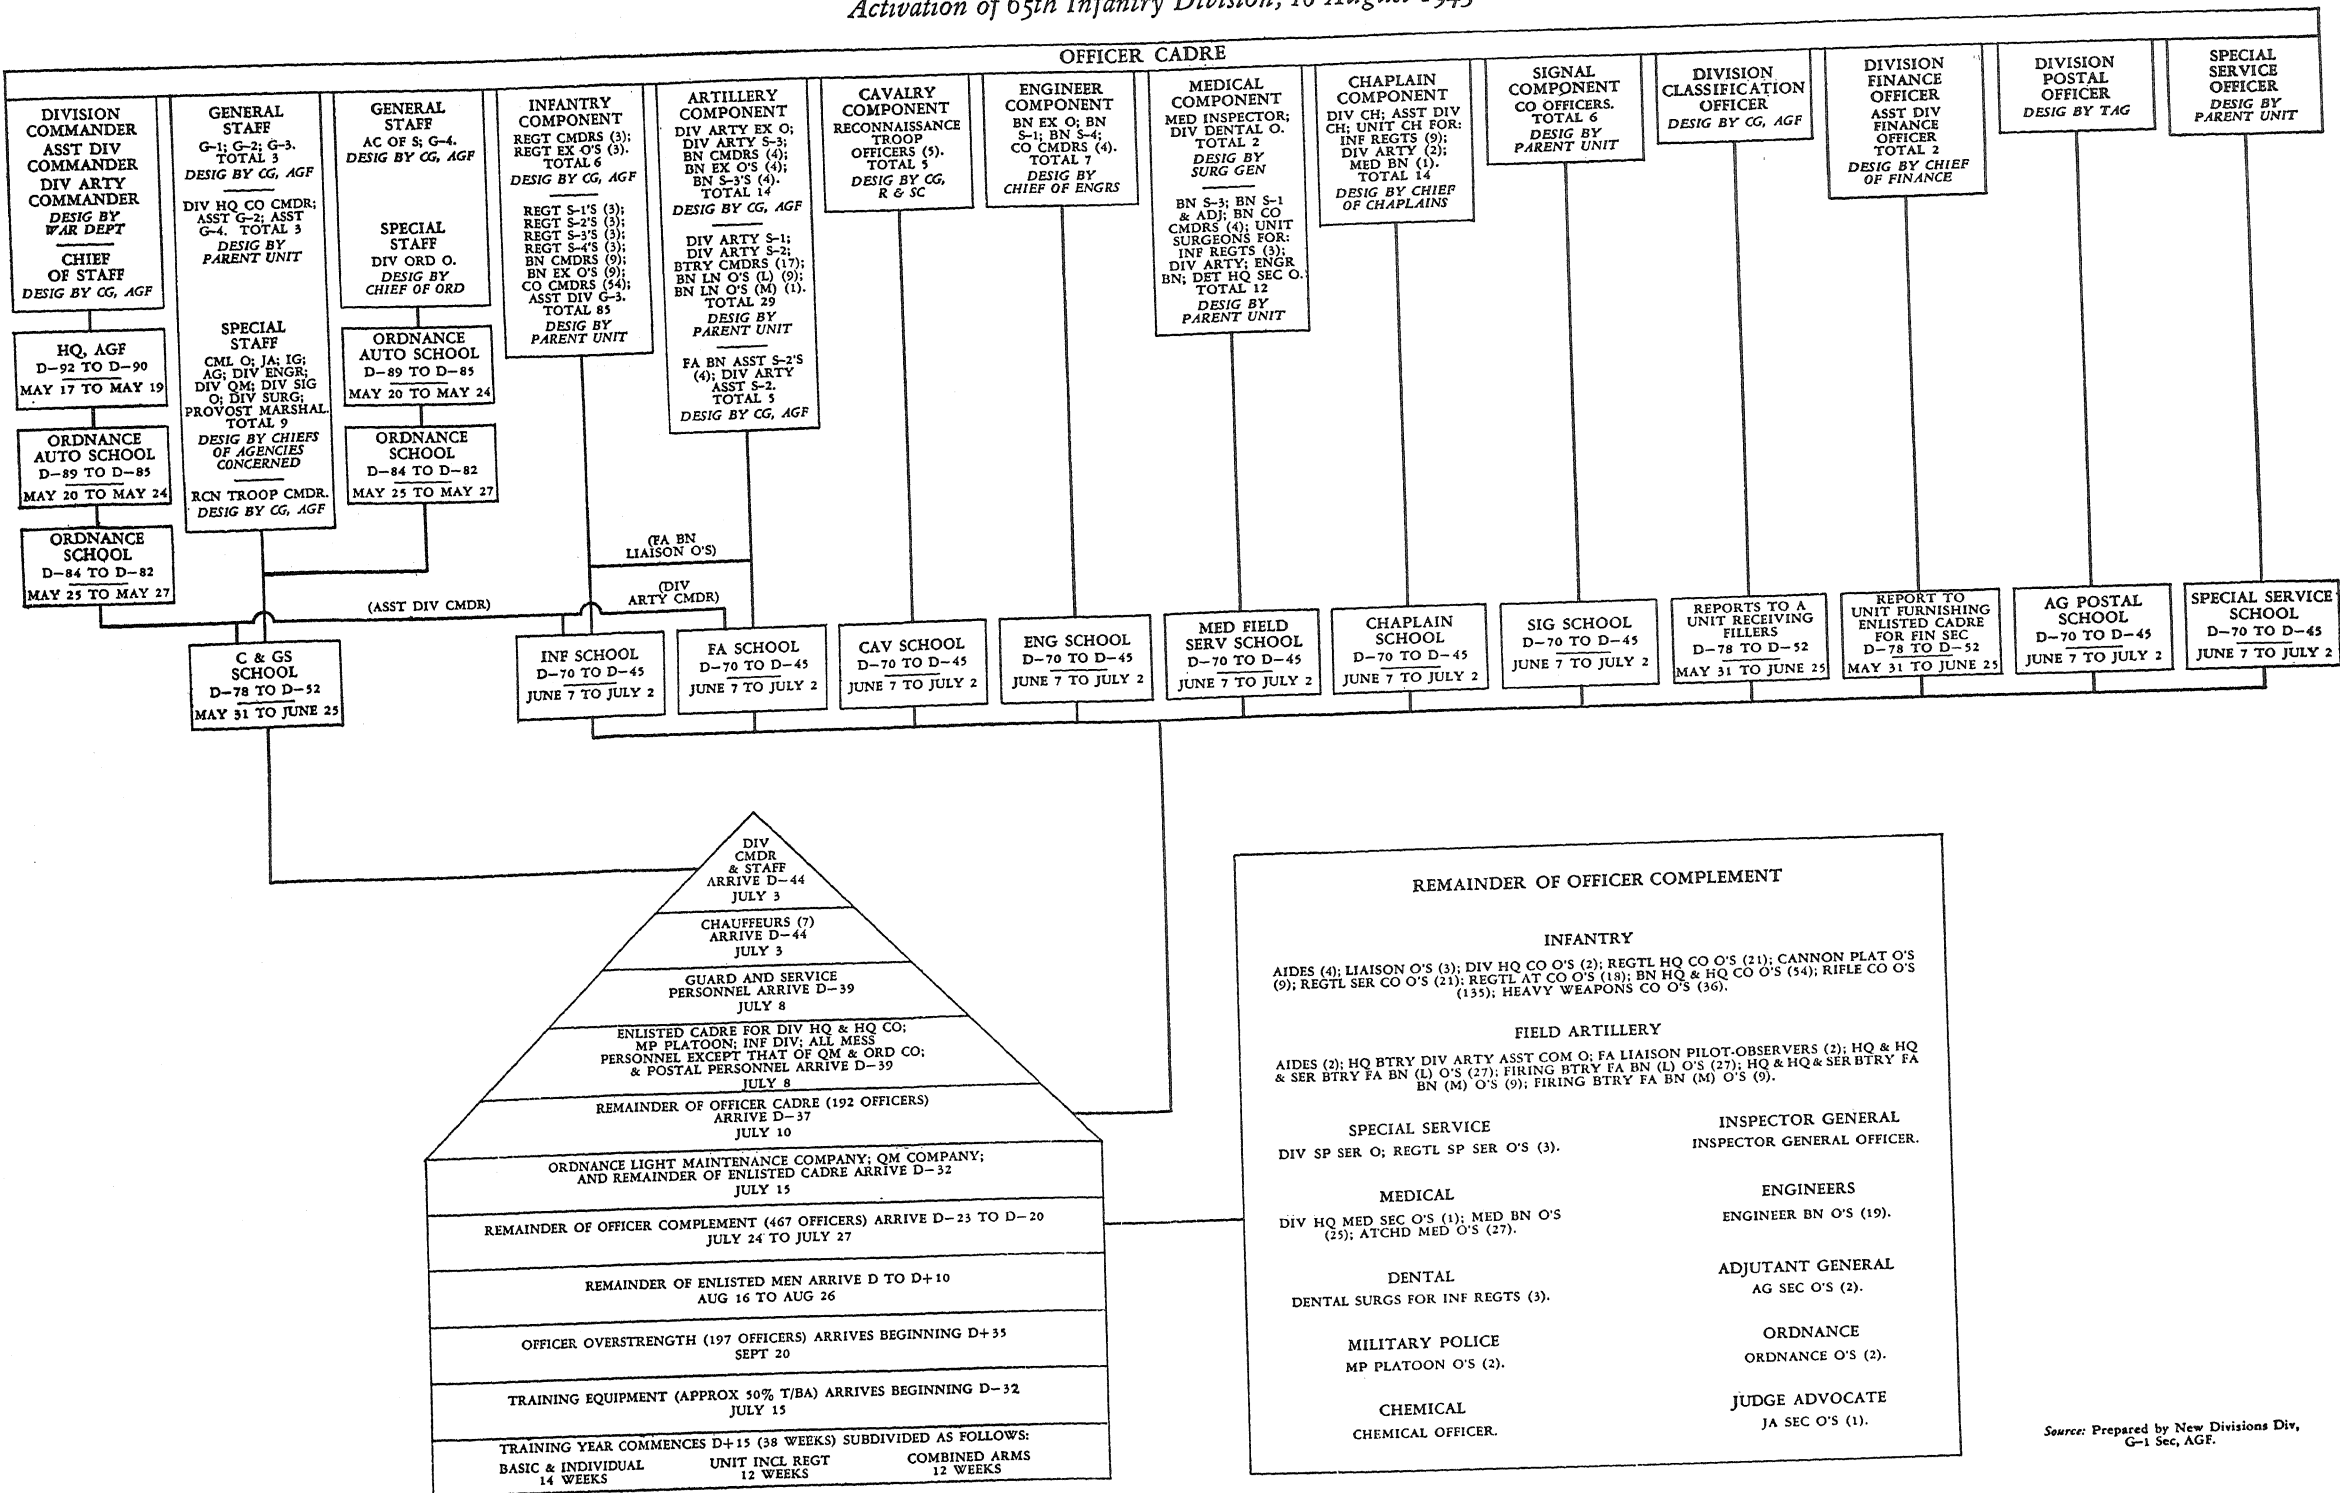 Activation of 65th Infantry Division, 16 August 1943
OFFICER CADRE
DIVISION
COMMANDER
ASST DIV
COMMANDER
DIV ARTY
COMMANDER
DESIG BY
WAR DEPT
CHIEF
OF STAFF
DESIG BY CG, AGF
HQ, AGF
D–92 TO D–90
MAY 17 TO MAY 19
ORDNANCE
AUTO SCHOOL
D–89 TO D–85
MAY 20 TO MAY 24
ORDNANCE
SCHOOL
D–84 TO D–82
MAY 25 TO MAY 27
GENERAL
STAFF
G–1; G–2; G–3.
TOTAL 3
DESIG BY CG, AGF
DIV HQ CO CMDR;
ASST G–2; ASST
G–4. TOTAL 3
DESIG BY
PARENT UNIT
SPECIAL
STAFF
CML O; JA; IG;
AG; DIV ENGR;
DIV QM; DIV SIG
O; DIV SURG;
PROVOST MARSHAL.
TOTAL 9
DESIG BY CHIEFS
OF AGENCIES
CONCERNED
RCN TROOP CMDR.
DESIG BY CG, AGF
GENERAL
STAFF
AC OF S; G–4.
DESIG BY CG, AGF
SPECIAL
STAFF
DIV ORD O.
DESIG BY
CHIEF OF ORD
ORDNANCE
AUTO SCHOOL
D–89 TO D–85
MAY 20 TO MAY 24
ORDNANCE
SCHOOL
D–84 TO D–82
MAY 25 TO MAY 27
INFANTRY
COMPONENT
REGT CMDRS (3);
REGT EX O'S (3).
TOTAL 6
DESIG BY CG, AGF
REGT S–1'S (3);
REGT S–2'S (3);
REGT S–3'S (3);
REGT S–4'S (3);
BN CMDRS (9);
BN EX O'S (9);
CO CMDRS (54);
ASST DIV G–3.
TOTAL 85
DESIG BY
PARENT UNIT
ARTILLERY
COMPONENT
DIV ARTY EX O;
DIV ARTY S–3;
BN CMDRS (4);
BN EX O'S (4);
BN S–3'S (4).
TOTAL 14
DESIG BY CG, AGF
DIV ARTY S–1;
DIV ARTY S–2;
BTRY CMDRS (17);
BN LN O'S (L) (9);
BN LN O'S (M) (1).
TOTAL 29
DESIG BY
PARENT UNIT
FA BN ASST S–2'S
(4); DIV ARTY
ASST S–2.
TOTAL 5
DESIG BY CG, AGF
CAVALRY
COMPONENT
RECONNAISSANCE
TROOP
OFFICERS (5).
TOTAL 5
DESIG BY CG,
R & SC
ENGINEER
COMPONENT
BN EX O; BN
S–1; BN S–4;
CO CMDRS (4).
TOTAL 7
DESIG BY
CHIEF OF ENGRS
MEDICAL
COMPONENT
MED INSPECTOR;
DIV DENTAL O.
TOTAL 2
DESIG BY
SURG GEN
BN S–3; BN S–1
& ADJ; BN CO
CMDRS (4); UNIT
SURGEONS FOR:
INF REGTS (3);
DIV ARTY; ENGR
BN; DET HQ SEC O.
TOTAL 12
DESIG BY
PARENT UNIT
CHAPLAIN
COMPONENT
DIV CH; ASST DIV
CH; UNIT CH FOR:
INF REGTS (9);
DIV ARTY (2);
MED BN (1).
TOTAL 14
DESIG BY CHIEF
OF CHAPLAINS
SIGNAL
COMPONENT
CO OFFICERS.
TOTAL 6
DESIG BY
PARENT UNIT
DIVISION
CLASSIFICATION
OFFICER
DESIG BY CG, AGF
DIVISION
FINANCE
OFFICER
ASST DIV
FINANCE
OFFICER
TOTAL 2
DESIG BY CHIEF
OF FINANCE
DIVISION
POSTAL
OFFICER
DESIG BY TAG
SPECIAL
SERVICE
OFFICER
DESIG BY
PARENT UNIT
(FA BN
LIAISON O'S)
(ASST DIV CMDR)
(DIV
ARTY CMDR)
C & GS
SCHOOL
D–78 TO D–52
MAY 31 TO JUNE 25
INF SCHOOL
D–70 TO D–45
JUNE 7 TO JULY 2
FA SCHOOL
D–70 TO D–45
JUNE 7 TO JULY 2
CAV SCHOOL
D–70 TO D–45
JUNE 7 TO JULY 2
ENG SCHOOL
D–70 TO D–45
JUNE 7 TO JULY 2
MED FIELD
SERV SCHOOL
D–70 TO D–45
JUNE 7 TO JULY 2
CHAPLAIN
SCHOOL
D–70 TO D–45
JUNE 7 TO JULY 2
SIG SCHOOL
D–70 TO D–45
JUNE 7 TO JULY 2
REPORTS TO A
UNIT RECEIVING
FILLERS
D–78 TO D–52
MAY 31 TO JUNE 25
REPORT TO
UNIT FURNISHING
ENLISTED CADRE
FOR FIN SEC
D–78 TO D–52
MAY 31 TO JUNE 25
AG POSTAL
SCHOOL
D–70 TO D–45
JUNE 7 TO JULY 2
SPECIAL SERVICE
SCHOOL
D–70 TO D–45
JUNE 7 TO JULY 2
DIV
CMDR
& STAFF
ARRIVE D–44
JULY 3
CHAUFFEURS (7)
ARRIVE D–44
JULY 3
GUARD AND SERVICE
PERSONNEL ARRIVE D–39
JULY 8
ENLISTED CADRE FOR DIV HQ & HQ CO;
MP PLATOON; INF DIV; ALL MESS
PERSONNEL EXCEPT THAT OF QM & ORD CO;
& POSTAL PERSONNEL ARRIVE D–39
JULY 8
REMAINDER OF OFFICER CADRE (192 OFFICERS)
ARRIVE D–37
JULY 10
ORDNANCE LIGHT MAINTENANCE COMPANY; QM COMPANY;
AND REMAINDER OF ENLISTED CADRE ARRIVE D–32
JULY 15
REMAINDER OF OFFICER COMPLEMENT (467 OFFICERS) ARRIVE D–23 TO D–20
JULY 24 TO JULY 27
REMAINDER OF ENLISTED MEN ARRIVE D TO D+10
AUG 16 TO AUG 26
OFFICER OVERSTRENGTH (197 OFFICERS) ARRIVES BEGINNING D+35
SEPT 20
TRAINING EQUIPMENT (APPROX 50% T/BA) ARRIVES BEGINNING D–32
JULY 15
TRAINING YEAR COMMENCES D+15 (38 WEEKS) SUBDIVIDED AS FOLLOWS:
BASIC & INDIVIDUAL
14 WEEKS
UNIT INCL REGT
12 WEEKS
COMBINED ARMS
12 WEEKS
REMAINDER OF OFFICER COMPLEMENT
INFANTRY
AIDES (4); LIAISON O'S (3); DIV HQ CO O'S (2); REGTL HQ CO O'S (21); CANNON PLAT O'S
(9); REGTL SER CO O'S (21); REGTL AT CO O'S (18); BN HQ & HQ CO O'S (54); RIFLE CO O'S
(135); HEAVY WEAPONS CO O'S (36).
FIELD ARTILLERY
AIDES (2); HQ BTRY DIV ARTY ASST COM O; FA LIAISON PILOT-OBSERVERS (2); HQ & HQ
& SER BTRY FA BN (L) O'S (27); FIRING BTRY FA BN (L) O'S (27); HQ & HQ & SER BTRY FA
BN (M) O'S (9); FIRING BTRY FA BN (M) O'S (9).
SPECIAL SERVICE
DIV SP SER O; REGTL SP SER O'S (3).
INSPECTOR GENERAL
INSPECTOR GENERAL OFFICER.
MEDICAL
DIV HQ MED SEC O'S (1); MED BN O'S
(25); ATCHD MED O'S (27).
ENGINEERS
ENGINEER BN O'S (19).
DENTAL
DENTAL SURGS FOR INF REGTS (3).
ADJUTANT GENERAL
AG SEC O'S (2).
MILITARY POLICE
MP PLATOON O'S (2).
ORDNANCE
ORDNANCE O'S (2).
CHEMICAL
CHEMICAL OFFICER.
JUDGE ADVOCATE
JA SEC O'S (1).
Source: Prepared by New Divisions Div,
G–1 Sec, AGF.